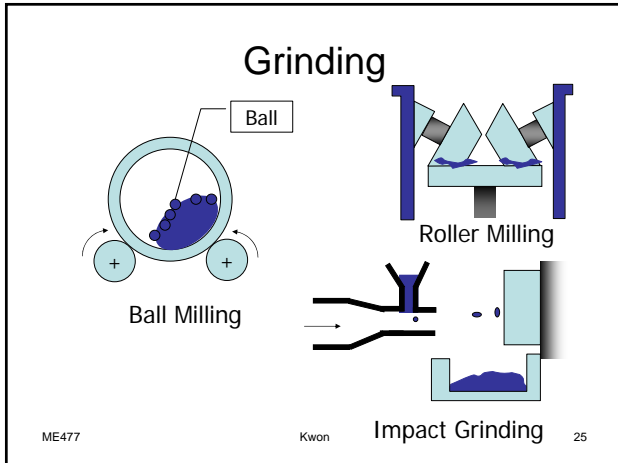 Grinding
Ball
Roller Milling
+
+
Ball Milling
Impact Grinding
ME477
Kwon
25